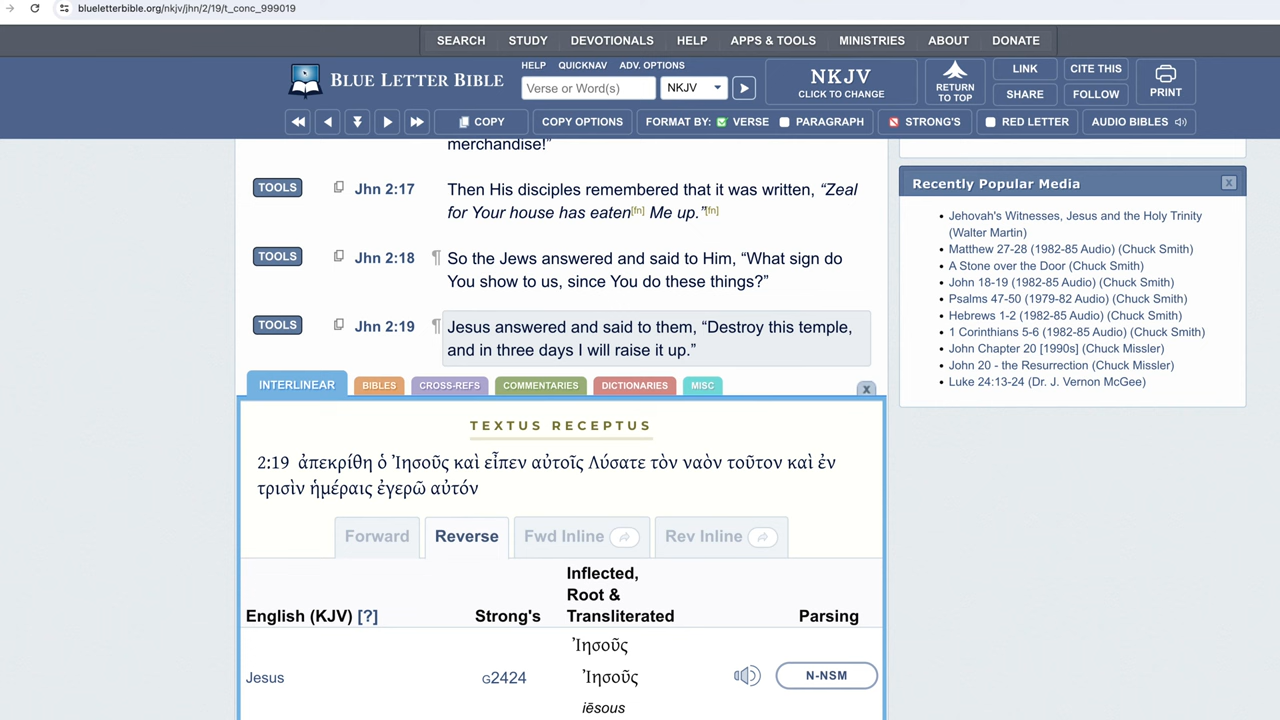 blueletterbible.org/nkjv/jhn/2/19/t_conc_999019
SEARCH STUDY DEVOTIONALS HELP APPS & TOOLS MINISTRIES ABOUT DONATE
BLUE LETTER BIBLE
HELP QUICKNAV ADV. OPTIONS
Verse or Word(s) NKJV
NKJV
CLICK TO CHANGE
RETURN
TO TOP
LINK CITE THIS
SHARE FOLLOW
PRINT
COPY COPY OPTIONS FORMAT BY: VERSE PARAGRAPH STRONG'S RED LETTER AUDIO BIBLES
merchandise!”
TOOLS Jhn 2:17 Then His disciples remembered that it was written, “Zeal
for Your house has eaten[fn] Me up.”[fn]
TOOLS Jhn 2:18 ¶ So the Jews answered and said to Him, “What sign do
You show to us, since You do these things?”
TOOLS Jhn 2:19 ¶ Jesus answered and said to them, “Destroy this temple,
and in three days I will raise it up.”
INTERLINEAR BIBLES CROSS-REFS COMMENTARIES DICTIONARIES MISC x
TEXTUS RECEPTUS
2:19 ἀπεκρίθη ὁ Ἰησοῦς καὶ εἶπεν αὐτοῖς Λύσατε τὸν ναὸν τοῦτον καὶ ἐν
τρισὶν ἡμέραις ἐγερῶ αὐτόν
Forward Reverse Fwd Inline Rev Inline
English (KJV) [?] Strong's Inflected,
Root &
Transliterated Parsing
Ἰησοῦς
Jesus G2424 Ἰησοῦς N-NSM
iēsous
Recently Popular Media x
• Jehovah's Witnesses, Jesus and the Holy Trinity
(Walter Martin)
• Matthew 27-28 (1982-85 Audio) (Chuck Smith)
• A Stone over the Door (Chuck Smith)
• John 18-19 (1982-85 Audio) (Chuck Smith)
• Psalms 47-50 (1979-82 Audio) (Chuck Smith)
• Hebrews 1-2 (1982-85 Audio) (Chuck Smith)
• 1 Corinthians 5-6 (1982-85 Audio) (Chuck Smith)
• John Chapter 20 [1990s] (Chuck Missler)
• John 20 - the Resurrection (Chuck Missler)
• Luke 24:13-24 (Dr. J. Vernon McGee)